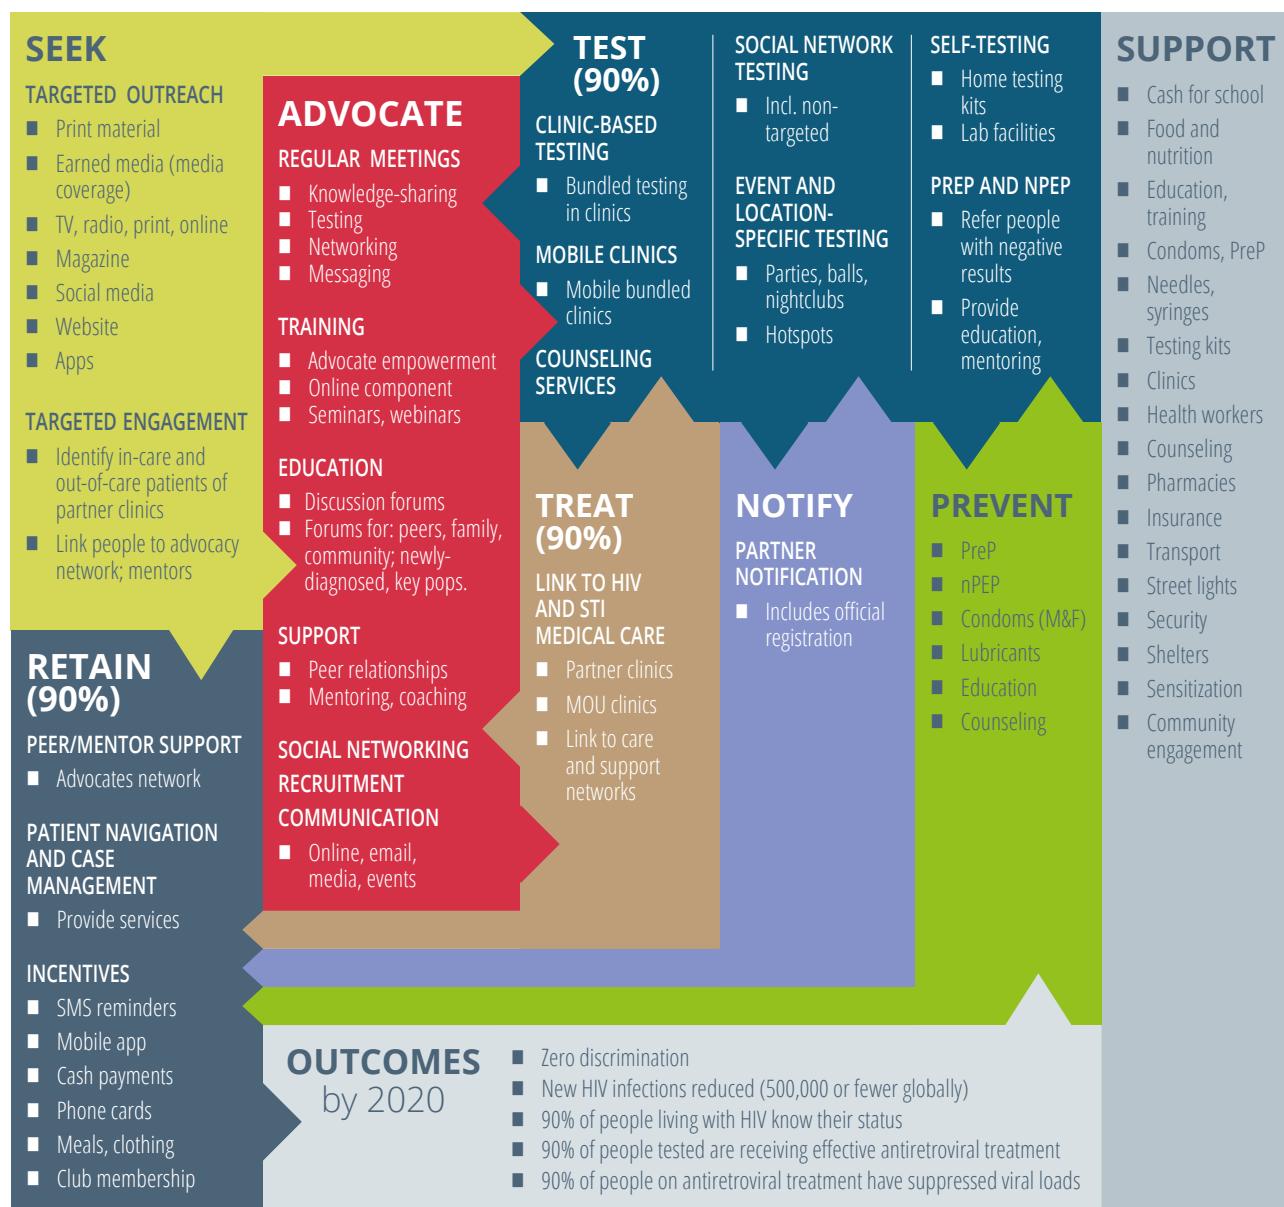 SEEK
TARGETED OUTREACH
Print material
Earned media (media
coverage)
TV, radio, print, online
Magazine
Social media
Website
Apps
TARGETED ENGAGEMENT
Identify in-care and
out-of-care patients of
partner clinics
Link people to advocacy
network; mentors
RETAIN
(90%)
PEER/MENTOR SUPPORT
Advocates network
PATIENT NAVIGATION
AND CASE
MANAGEMENT
Provide services
INCENTIVES
SMS reminders
Mobile app
Cash payments
Phone cards
Meals, clothing
Club membership
ADVOCATE
REGULAR MEETINGS
Knowledge-sharing
Testing
Networking
Messaging
TRAINING
Advocate empowerment
Online component
Seminars, webinars
EDUCATION
Discussion forums
Forums for: peers, family,
community; newly-
diagnosed, key pops.
SUPPORT
Peer relationships
Mentoring, coaching
SOCIAL NETWORKING
RECRUITMENT
COMMUNICATION
Online, email,
media, events
TEST
(90%)
CLINIC-BASED
TESTING
Bundled testing
in clinics
MOBILE CLINICS
Mobile bundled
clinics
COUNSELING
SERVICES
SOCIAL NETWORK
TESTING
Incl. non-
targeted
EVENT AND
LOCATION-
SPECIFIC TESTING
Parties, balls,
nightclubs
Hotspots
SELF-TESTING
Home testing
kits
Lab facilities
PREP AND NPEP
Refer people
with negative
results
Provide
education,
mentoring
TREAT
(90%)
LINK TO HIV
AND STI
MEDICAL CARE
Partner clinics
MOU clinics
Link to care
and support
networks
NOTIFY
PARTNER
NOTIFICATION
Includes official
registration
PREVENT
PreP
nPEP
Condoms (M&F)
Lubricants
Education
Counseling
SUPPORT
Cash for school
Food and
nutrition
Education,
training
Condoms, PreP
Needles,
syringes
Testing kits
Clinics
Health workers
Counseling
Pharmacies
Insurance
Transport
Street lights
Security
Shelters
Sensitization
Community
engagement
OUTCOMES
by 2020
Zero discrimination
New HIV infections reduced (500,000 or fewer globally)
90% of people living with HIV know their status
90% of people tested are receiving effective antiretroviral treatment
90% of people on antiretroviral treatment have suppressed viral loads